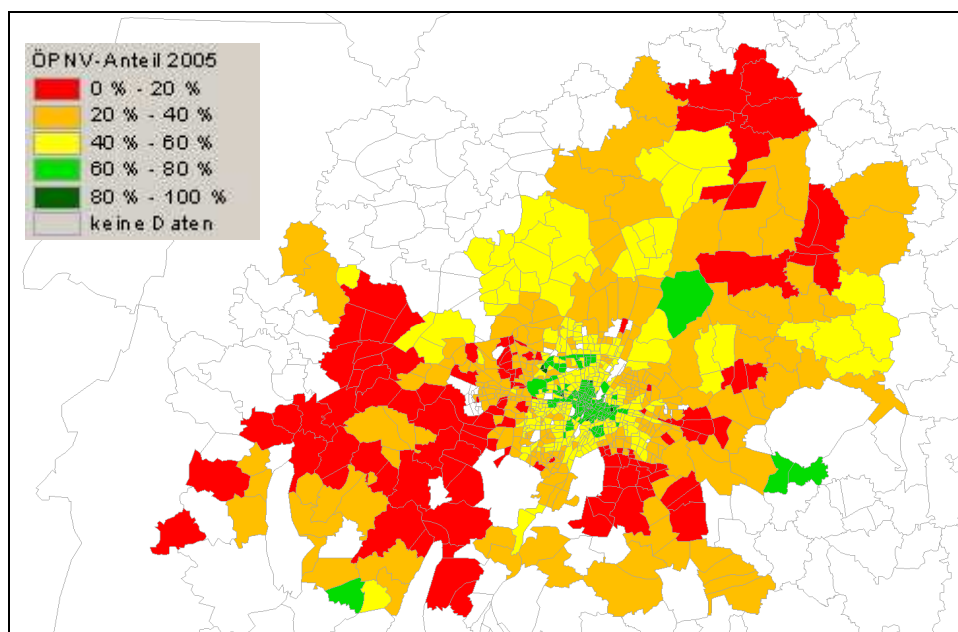 ÖPNV-Anteil 2005
0 % - 20 %
20 % - 40 %
40 % - 60 %
60 % - 80 %
80 % - 100 %
keine Daten